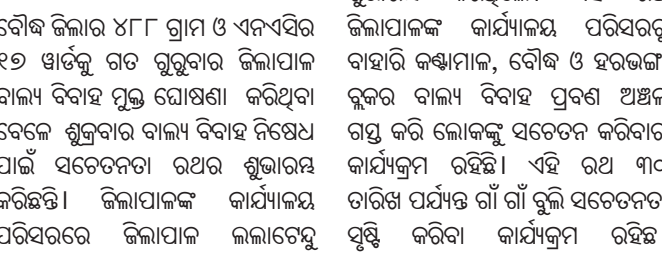 ବୌଦ୍ଧ ଜିଲାର ୪୮୮ ଗ୍ରାମ ଓ ଏନଏସିର
୧୭ ୱାର୍ଡକୁ ଗତ ଗୁରୁବାର ଜିଲାପାଳ
ବାଲ୍ୟ ବିବାହ ମୁକ୍ତ ଘୋଷଣା କରିଥିବା
ବେଳେ ଶୁକ୍ରବାର ବାଲ୍ୟ ବିବାହ ନିଷେଧ
ପାଇଁ ସଚେତନତା ରଥର ଶୁଭାରମ୍ଭ
କରିଛନ୍ତି। ଜିଲାପାଳଙ୍କ କାର୍ଯ୍ୟାଳୟ
ପରିସରରେ ଜିଲାପାଳ ଲଲାଟେନ୍ଦୁ
ଜିଲାପାଳଙ୍କ କାର୍ଯ୍ୟାଳୟ ପରିସରରୁ
ବାହାରି କଣ୍ଟାମାଳ, ବୌଦ୍ଧ ଓ ହରଭଙ୍ଗା
ବ୍ଲକର ବାଲ୍ୟ ବିବାହ ପ୍ରବଣ ଅଞ୍ଚଳ
ଗସ୍ତ କରି ଲୋକଙ୍କୁ ସଚେତନ କରିବାର
କାର୍ଯ୍ୟକ୍ରମ ରହିଛି। ଏହି ରଥ ୩୦
ତାରିଖ ପର୍ଯ୍ୟନ୍ତ ଗାଁ ଗାଁ ବୁଲି ସଚେତନତା
ସୃଷ୍ଟି କରିବା କାର୍ଯ୍ୟକ୍ରମ ରହିଛି